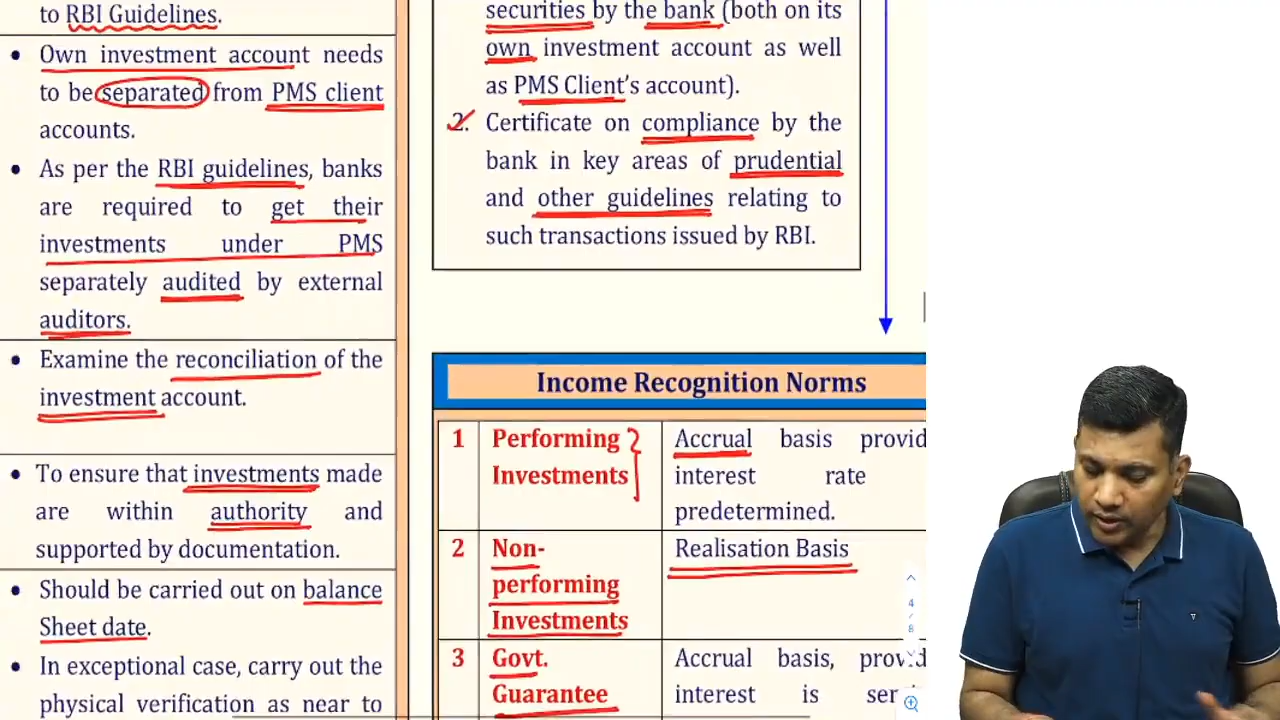 to RBI Guidelines.
• Own investment account needs
to be separated from PMS client
accounts.
• As per the RBI guidelines, banks
are required to get their
investments under PMS
separately audited by external
auditors.
• Examine the reconciliation of the
investment account.
• To ensure that investments made
are within authority and
supported by documentation.
• Should be carried out on balance
Sheet date.
• In exceptional case, carry out the
physical verification as near to
securities by the bank (both on its
own investment account as well
as PMS Client's account).
2. Certificate on compliance by the
bank in key areas of prudential
and other guidelines relating to
such transactions issued by RBI.
Income Recognition Norms
1 Performing Investments
Accrual basis provid
interest rate
predetermined.
2 Non-
performing
Investments
Realisation Basis
3 Govt.
Guarantee
Accrual basis, provid
interest is ser
4
/
8